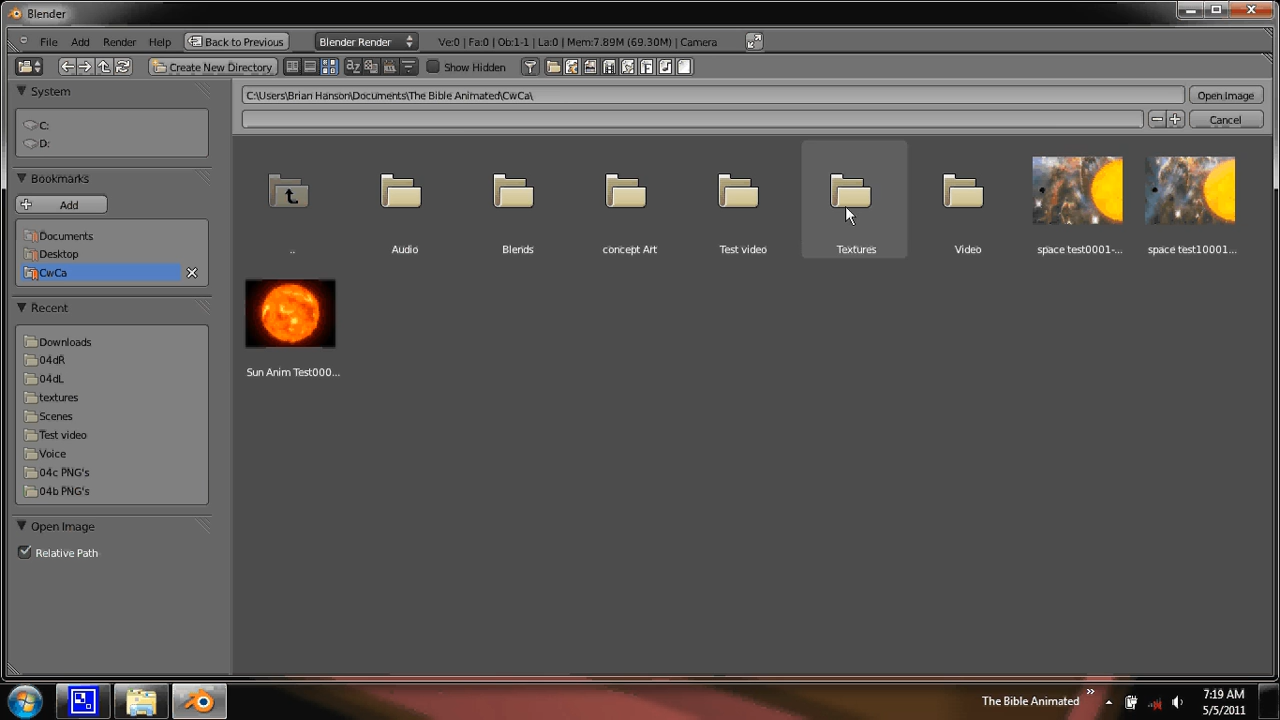 Blender
File Add Render Help Back to Previous Blender Render Ve:0 | Fa:0 | Ob:1-1 | La:0 | Mem:7.89M (69.30M) | Camera
Create New Directory Show Hidden
System
C:\Users\Brian Hanson\Documents\The Bible Animated\CwCa\ Open Image
Cancel
C:
D:
Bookmarks
Add
Documents
Desktop
CwCa
.. Audio Blends concept Art Test video Textures Video space test0001-... space test10001...
Recent
Downloads
04dR
04dL
textures
Scenes
Test video
Voice
04c PNG's
04b PNG's
Sun Anim Test000...
Open Image
Relative Path
The Bible Animated
7:19 AM
5/5/2011